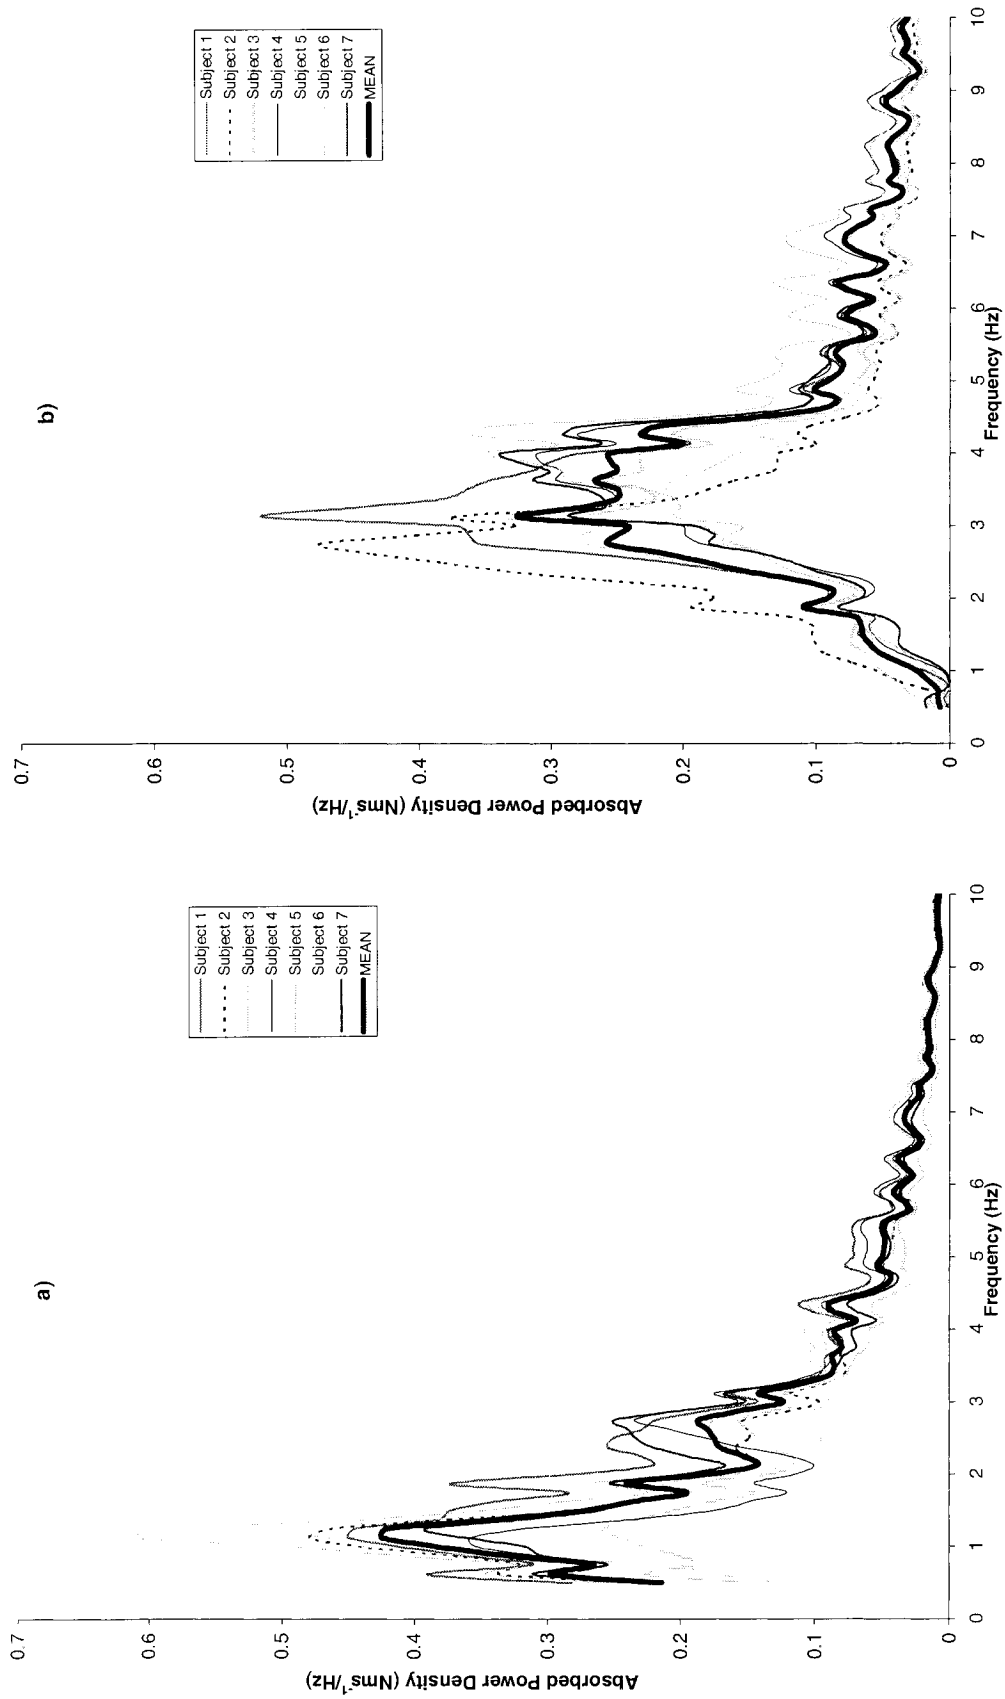 a)
0.7
0.6
0.5
0.4
0.3
0.2
0.1
0
Absorbed Power Density (Nms⁻¹/Hz)
0 1 2 3 4 5 6 7 8 9 10
Frequency (Hz)
Subject 1
Subject 2
Subject 3
Subject 4
Subject 5
Subject 6
Subject 7
MEAN
b)
0.7
0.6
0.5
0.4
0.3
0.2
0.1
0
Absorbed Power Density (Nms⁻¹/Hz)
0 1 2 3 4 5 6 7 8 9 10
Frequency (Hz)
Subject 1
Subject 2
Subject 3
Subject 4
Subject 5
Subject 6
Subject 7
MEAN